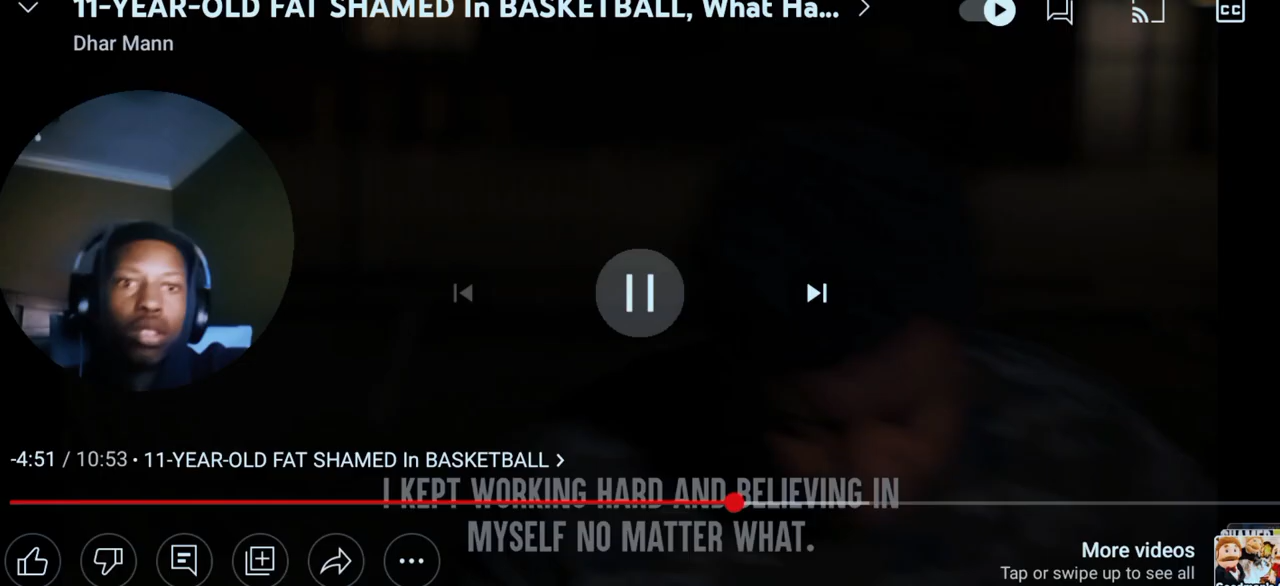 11-YEAR-OLD FAT SHAMED In BASKETBALL, What Ha...
Dhar Mann
CC
-4:51 / 10:53 • 11-YEAR-OLD FAT SHAMED In BASKETBALL
I KEPT WORKING HARD AND BELIEVING IN
MYSELF NO MATTER WHAT.
More videos
Tap or swipe up to see all